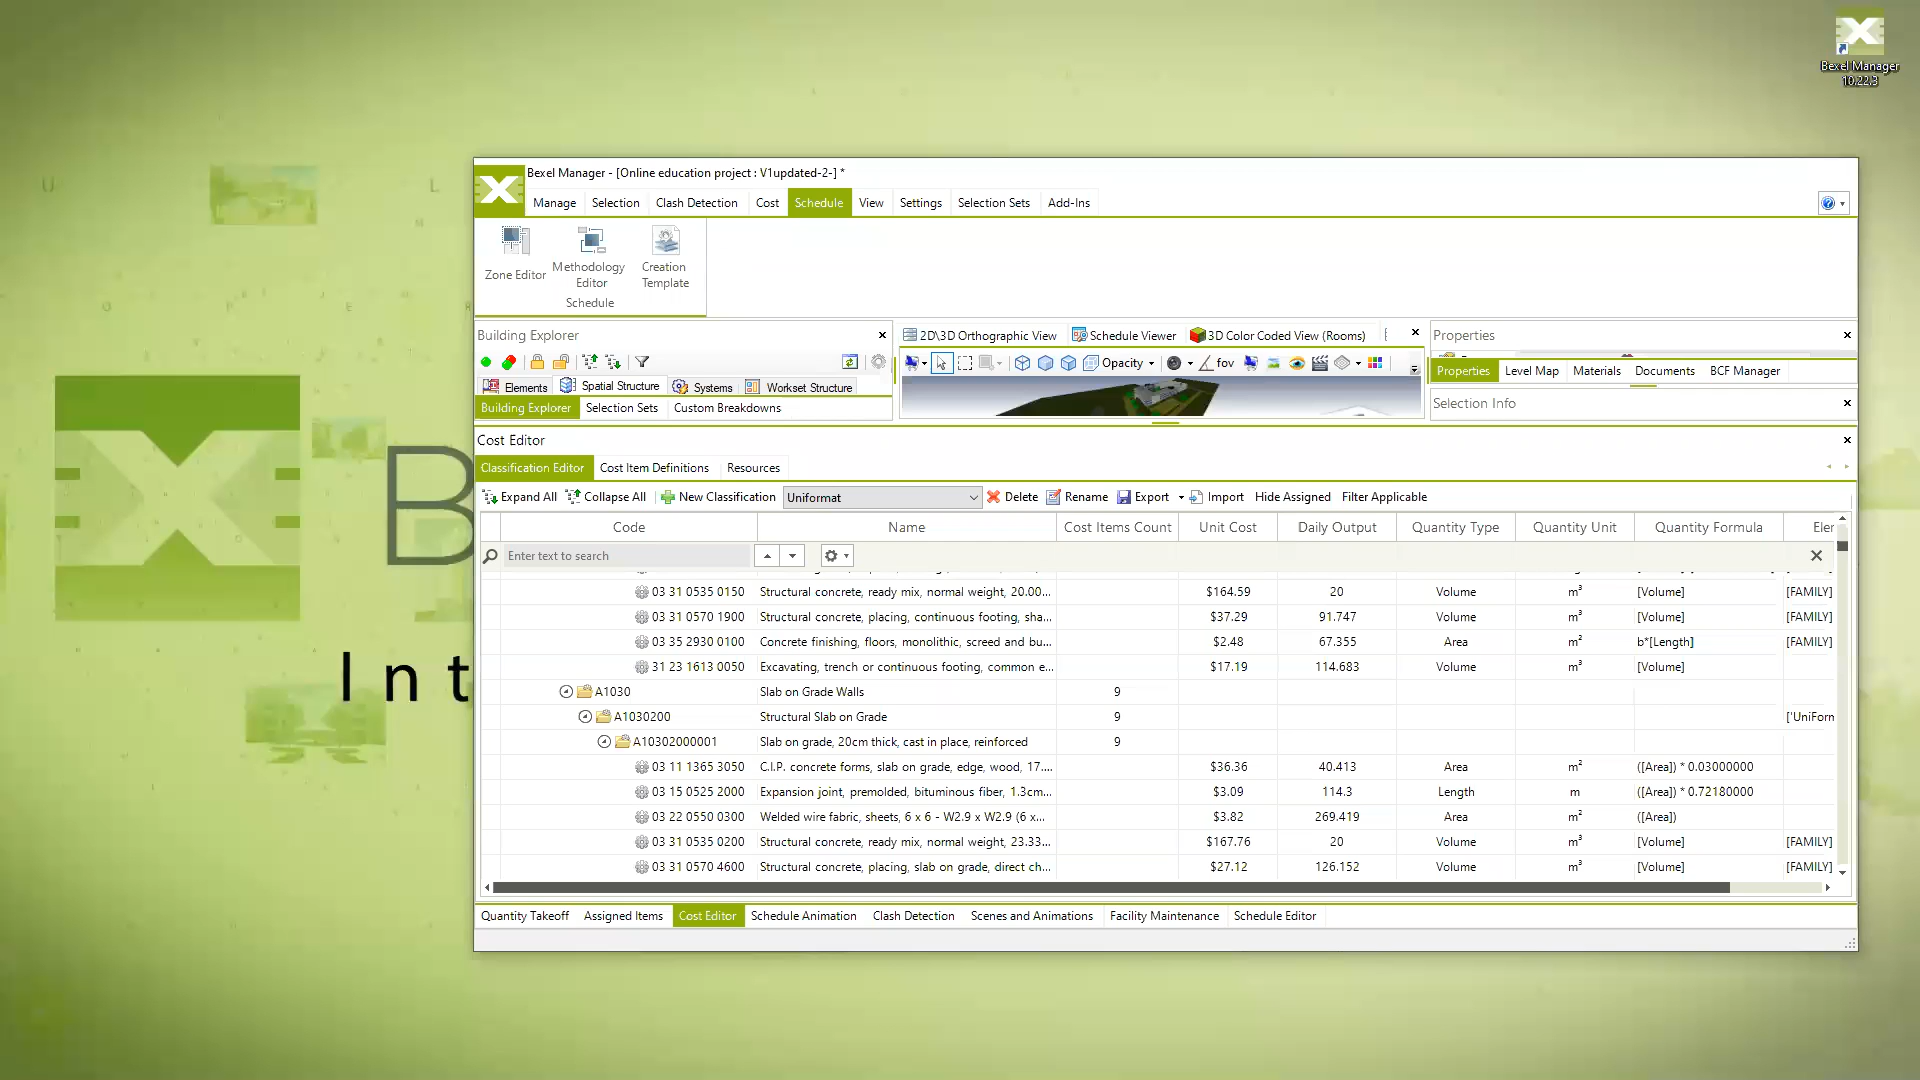 Bexel Manager
10.22.3
Bexel Manager - [Online education project : V1updated-2-] *
Manage Selection Clash Detection Cost Schedule View Settings Selection Sets Add-Ins
Zone Editor
Methodology
Editor
Creation
Template
Schedule
Building Explorer
2D\3D Orthographic View Schedule Viewer 3D Color Coded View (Rooms)
Properties
Opacity fov
Elements Spatial Structure Systems Workset Structure
Properties Level Map Materials Documents BCF Manager
Building Explorer Selection Sets Custom Breakdowns
Selection Info
Cost Editor
Classification Editor Cost Item Definitions Resources
Expand All Collapse All New Classification Uniformat Delete Rename Export Import Hide Assigned Filter Applicable
Code Name Cost Items Count Unit Cost Daily Output Quantity Type Quantity Unit Quantity Formula Eler
Enter text to search
03 31 0535 0150 Structural concrete, ready mix, normal weight, 20.00... $164.59 20 Volume m³ [Volume] [FAMILY]
03 31 0570 1900 Structural concrete, placing, continuous footing, sha... $37.29 91.747 Volume m³ [Volume] [FAMILY]
03 35 2930 0100 Concrete finishing, floors, monolithic, screed and bu... $2.48 67.355 Area m² b*[Length] [FAMILY]
31 23 1613 0050 Excavating, trench or continuous footing, common e... $17.19 114.683 Volume m³ [Volume]
A1030 Slab on Grade Walls 9
A1030200 Structural Slab on Grade 9 ['UniForn
A10302000001 Slab on grade, 20cm thick, cast in place, reinforced 9
03 11 1365 3050 C.I.P. concrete forms, slab on grade, edge, wood, 17.... $36.36 40.413 Area m² ([Area]) * 0.03000000
03 15 0525 2000 Expansion joint, premolded, bituminous fiber, 1.3cm... $3.09 114.3 Length m ([Area]) * 0.72180000
03 22 0550 0300 Welded wire fabric, sheets, 6 x 6 - W2.9 x W2.9 (6 x... $3.82 269.419 Area m² ([Area])
03 31 0535 0200 Structural concrete, ready mix, normal weight, 23.33... $167.76 20 Volume m³ [Volume] [FAMILY]
03 31 0570 4600 Structural concrete, placing, slab on grade, direct ch... $27.12 126.152 Volume m³ [Volume] [FAMILY]
Quantity Takeoff Assigned Items Cost Editor Schedule Animation Clash Detection Scenes and Animations Facility Maintenance Schedule Editor
B
Int